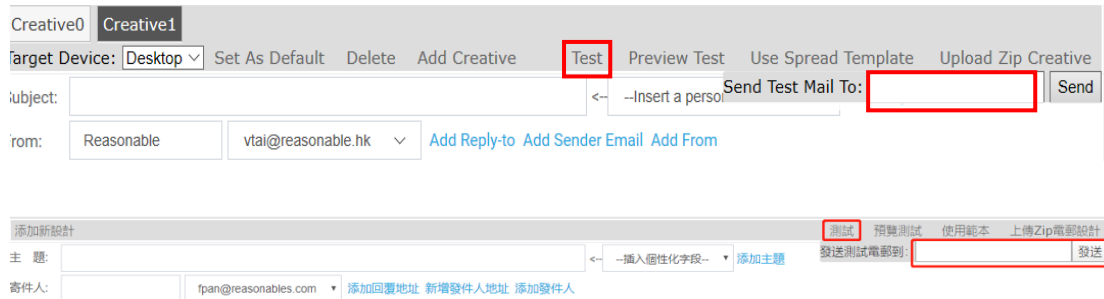 Creative0 Creative1
Target Device: Desktop Set As Default Delete Add Creative Test Preview Test Use Spread Template Upload Zip Creative
Send Test Mail To: Send
Subject: <-- --Insert a person
From: Reasonable vtai@reasonable.hk Add Reply-to Add Sender Email Add From
添加新設計 測試 預覽測試 使用範本 上傳Zip電郵設計
發送測試電郵到: 發送
主 題: <-- --插入個性化字段-- 添加主題
寄件人: fpan@reasonables.com 添加回覆地址 新增發件人地址 添加發件人